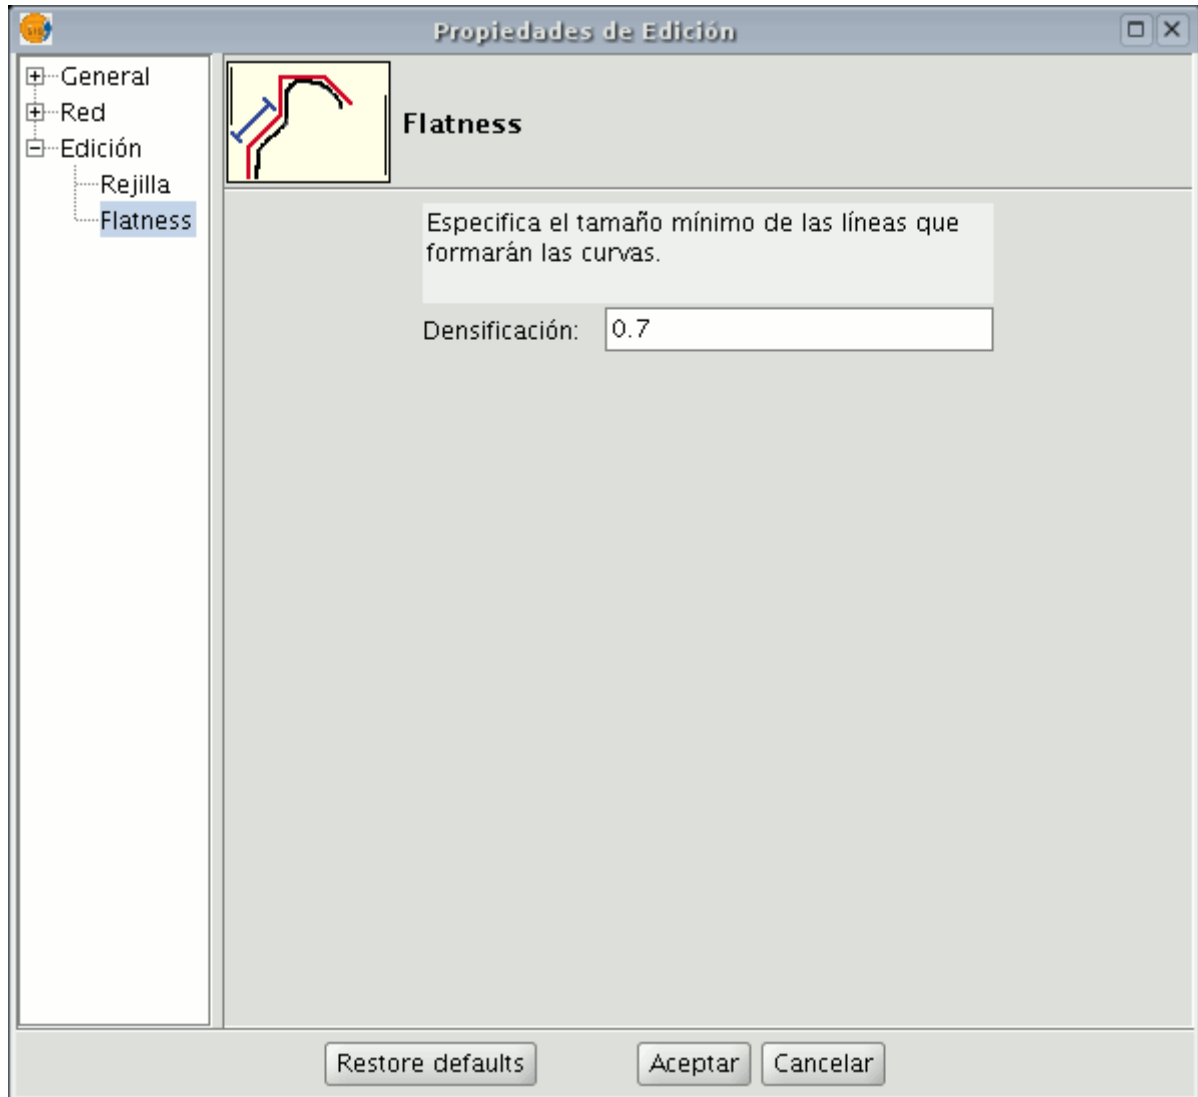 Propiedades de Edición
General
Red
Edición
Rejilla
Flatness
Flatness
Especifica el tamaño mínimo de las líneas que
formarán las curvas.
Densificación: 0.7
Restore defaults Aceptar Cancelar